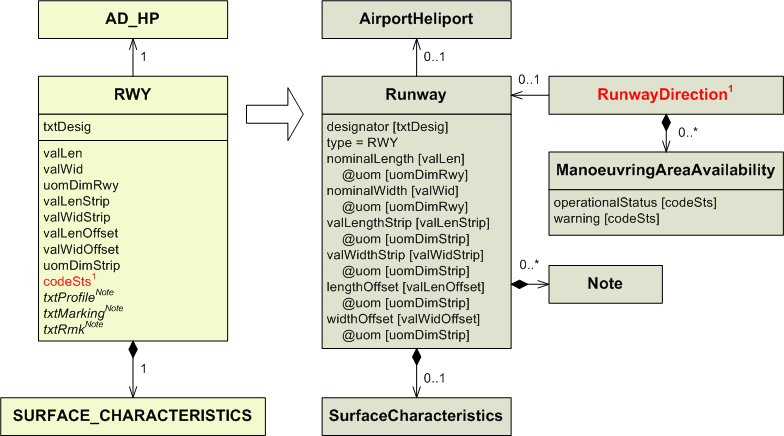 AD_HP
1
RWY
txtDesig
valLen
valWid
uomDimRwy
valLenStrip
valWidStrip
valLenOffset
valWidOffset
uomDimStrip
codeSts1
txtProfileNote
txtMarkingNote
txtRmkNote
1
SURFACE_CHARACTERISTICS
AirportHeliport
0..1
Runway
designator [txtDesig]
type = RWY
nominalLength [valLen]
@uom [uomDimRwy]
nominalWidth [valWid]
@uom [uomDimRwy]
valLengthStrip [valLenStrip]
@uom [uomDimStrip]
valWidthStrip [valWidStrip]
@uom [uomDimStrip]
lengthOffset [valLenOffset]
@uom [uomDimStrip]
widthOffset [valWidOffset]
@uom [uomDimStrip]
0..1
SurfaceCharacteristics
0..1
RunwayDirection1
0..*
ManoeuvringAreaAvailability
operationalStatus [codeSts]
warning [codeSts]
0..*
Note